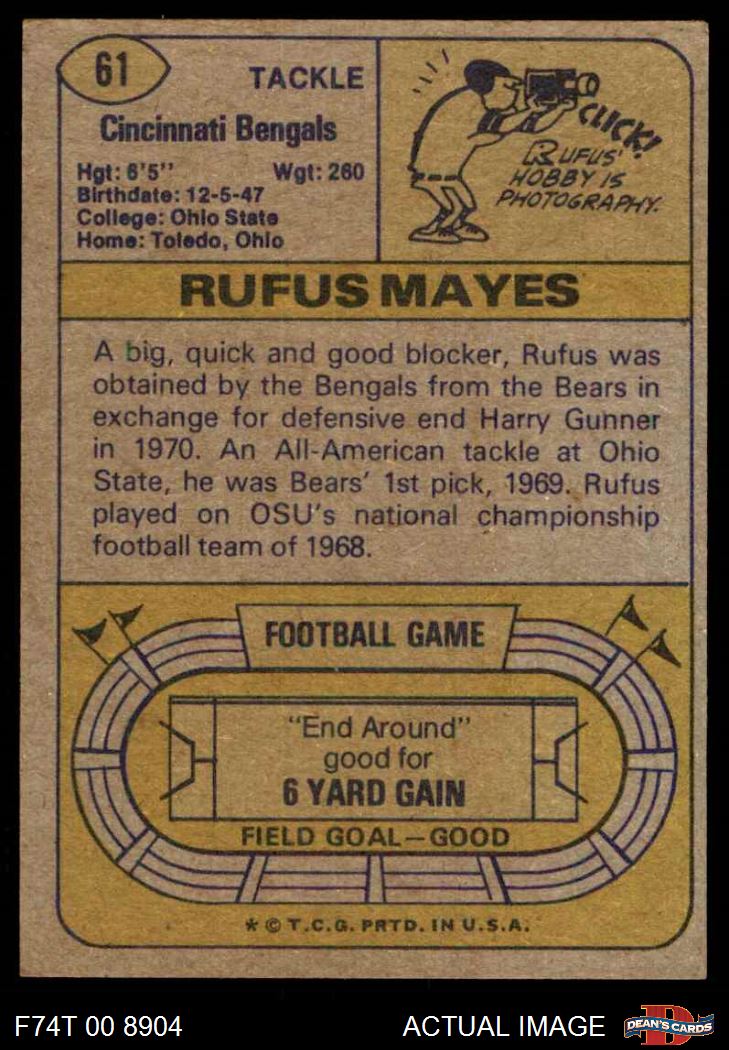 61
TACKLE
Cincinnati Bengals
Hgt: 6'5" Wgt: 260
Birthdate: 12-5-47
College: Ohio State
Home: Toledo, Ohio
CLICK!
RUFUS'
HOBBY IS
PHOTOGRAPHY.
RUFUS MAYES
A big, quick and good blocker, Rufus was
obtained by the Bengals from the Bears in
exchange for defensive end Harry Gunner
in 1970. An All-American tackle at Ohio
State, he was Bears' 1st pick, 1969. Rufus
played on OSU's national championship
football team of 1968.
FOOTBALL GAME
"End Around"
good for
6 YARD GAIN
FIELD GOAL—GOOD
* © T.C.G. PRTD. IN U.S.A.
F74T 00 8904 ACTUAL IMAGE
D
DEAN'S CARDS